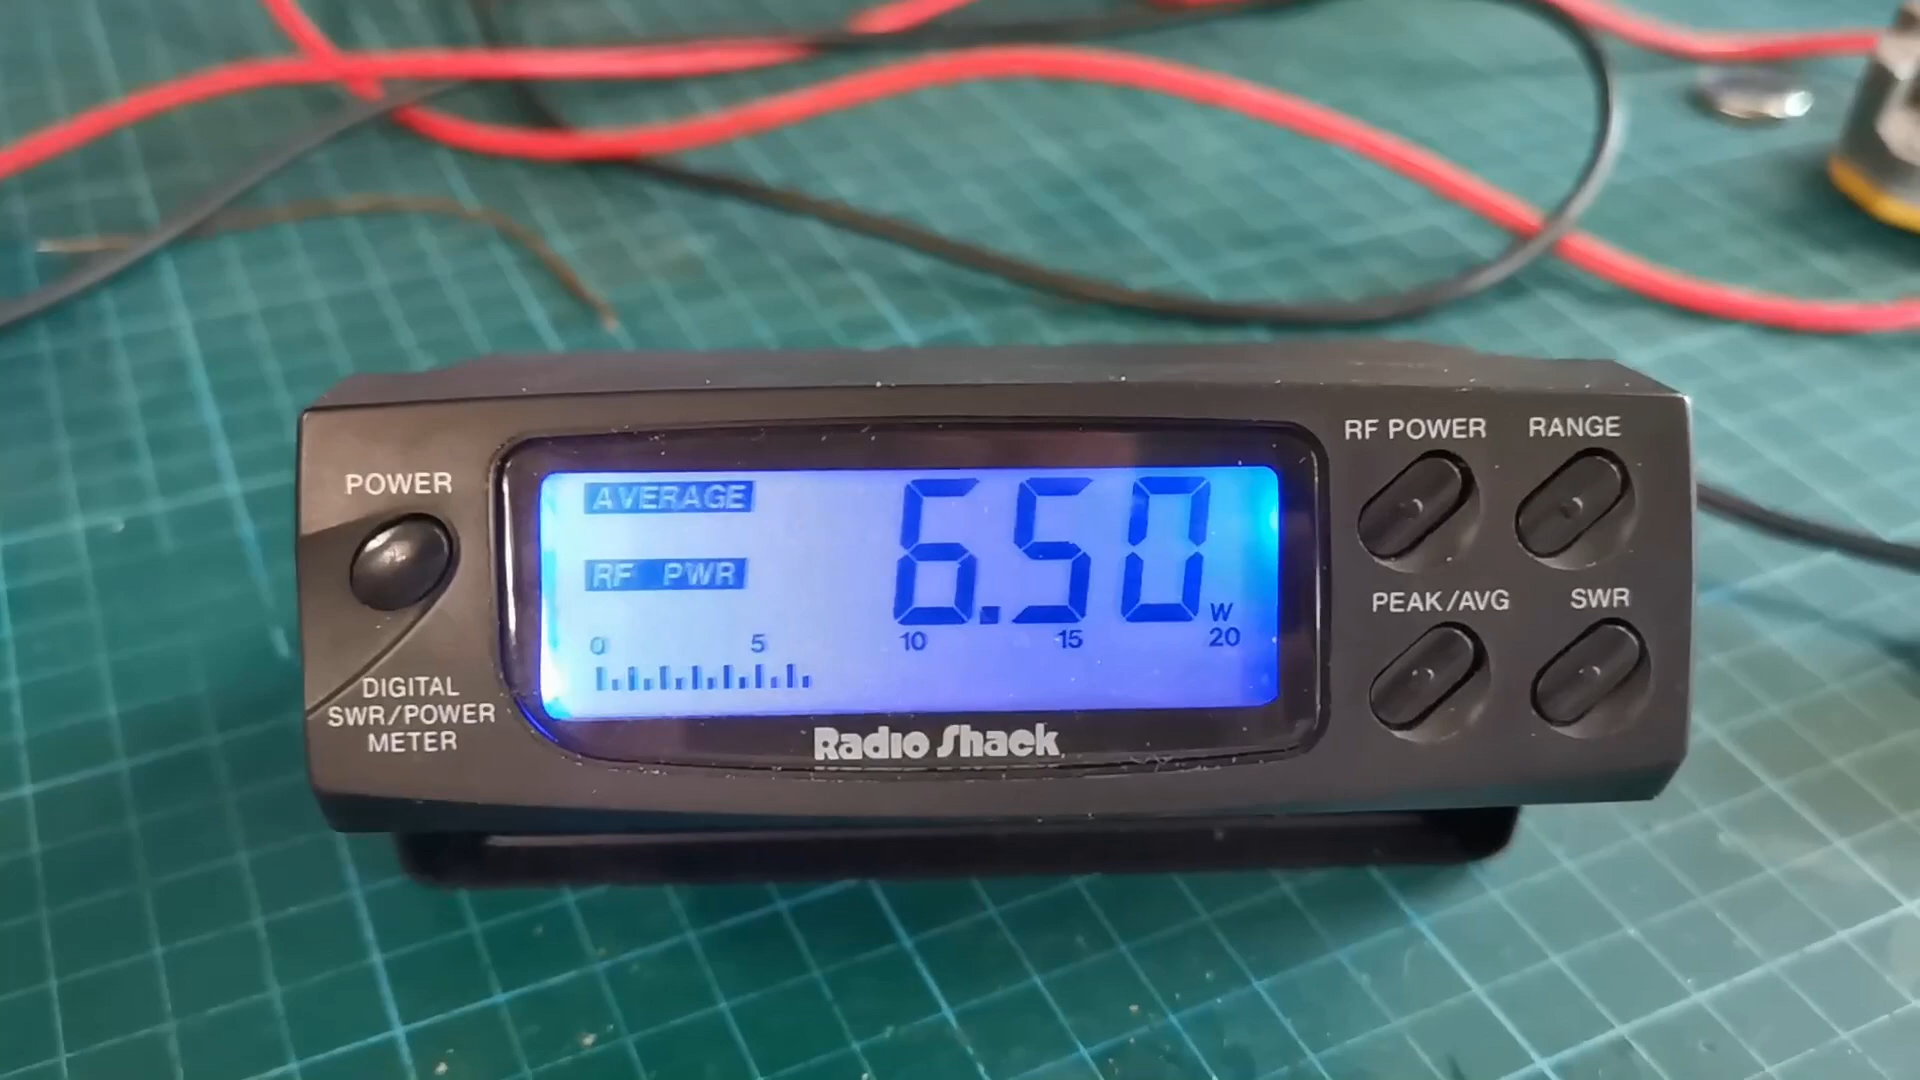 POWER
DIGITAL
SWR/POWER
METER
AVERAGE
6.50 W
RF PWR
0 5 10 15 20
Radio Shack
RF POWER RANGE
PEAK/AVG SWR